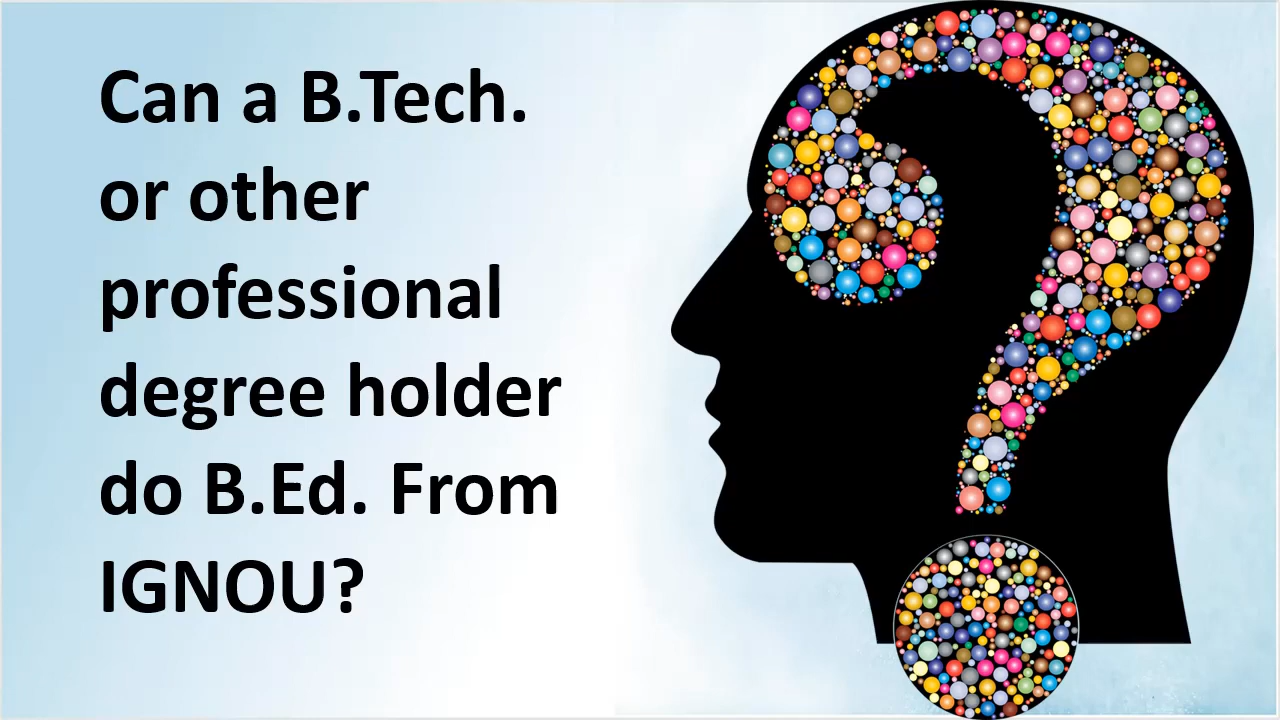 Can a B.Tech.
or other
professional
degree holder
do B.Ed. From
IGNOU?